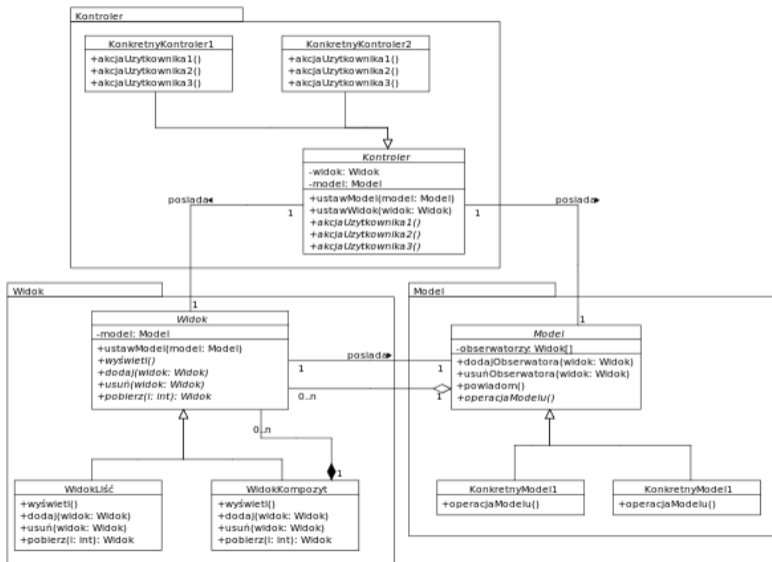 Kontroler
KonkretnyKontroler1
+akcjaUzytkownika1()
+akcjaUzytkownika2()
+akcjaUzytkownika3()
KonkretnyKontroler2
+akcjaUzytkownika1()
+akcjaUzytkownika2()
+akcjaUzytkownika3()
Kontroler
-widok: Widok
-model: Model
+ustawModel(model: Model)
+ustawWidok(widok: Widok)
+akcjaUzytkownika1()
+akcjaUzytkownika2()
+akcjaUzytkownika3()
posiada
1
1
posiada
1
1
Widok
Widok
-model: Model
+ustawModel(model: Model)
+wyświetl()
+dodaj(widok: Widok)
+usuń(widok: Widok)
+pobierz(i: int): Widok
posiada
1
1
0..n
1
Model
Model
-obserwatorzy: Widok[]
+dodajObserwatora(widok: Widok)
+usuńObserwatora(widok: Widok)
+powiadom()
+operacjaModelu()
0..n
1
WidokLiść
+wyświetl()
+dodaj(widok: Widok)
+usuń(widok: Widok)
+pobierz(i: int): Widok
WidokKompozyt
+wyświetl()
+dodaj(widok: Widok)
+usuń(widok: Widok)
+pobierz(i: int): Widok
KonkretnyModel1
+operacjaModelu()
KonkretnyModel1
+operacjaModelu()